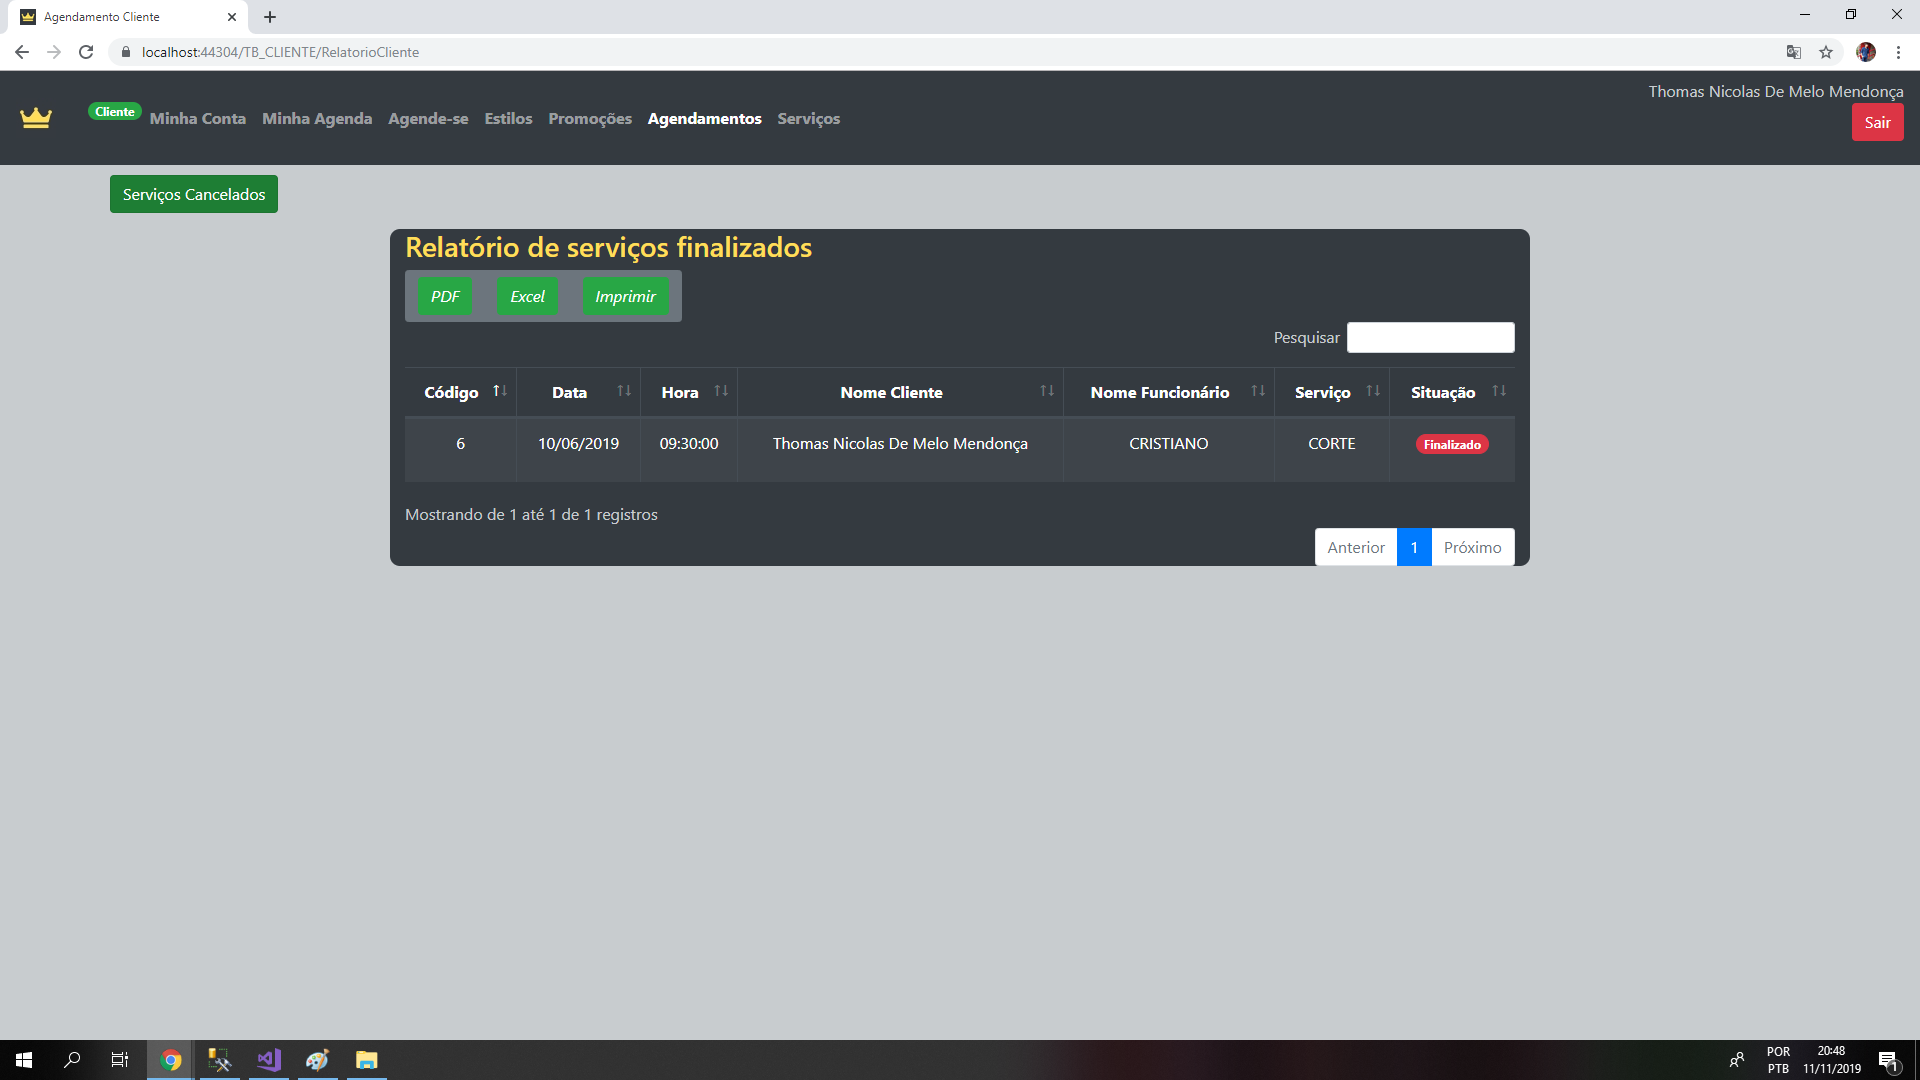 Agendamento Cliente
localhost:44304/TB_CLIENTE/RelatorioCliente
Thomas Nicolas De Melo Mendonça
Cliente Minha Conta Minha Agenda Agende-se Estilos Promoções Agendamentos Serviços
Sair
Serviços Cancelados
Relatório de serviços finalizados
PDF Excel Imprimir
Pesquisar
Código Data Hora Nome Cliente Nome Funcionário Serviço Situação
6 10/06/2019 09:30:00 Thomas Nicolas De Melo Mendonça CRISTIANO CORTE Finalizado
Mostrando de 1 até 1 de 1 registros
Anterior 1 Próximo
POR 20:48
PTB 11/11/2019 1